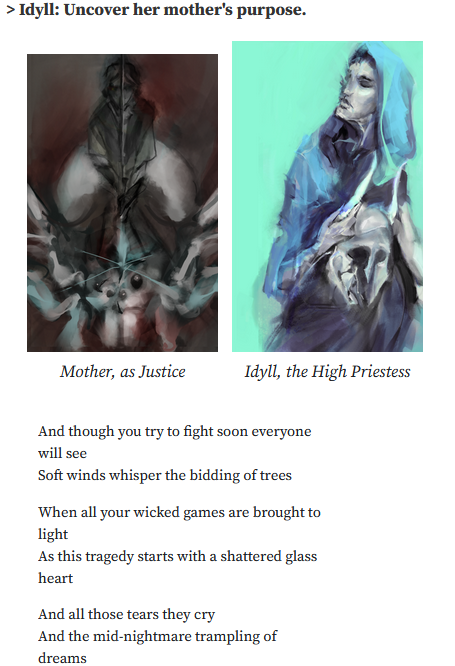 > Idyll: Uncover her mother's purpose.
Mother, as Justice
Idyll, the High Priestess
And though you try to fight soon everyone
will see
Soft winds whisper the bidding of trees
When all your wicked games are brought to
light
As this tragedy starts with a shattered glass
heart
And all those tears they cry
And the mid-nightmare trampling of
dreams